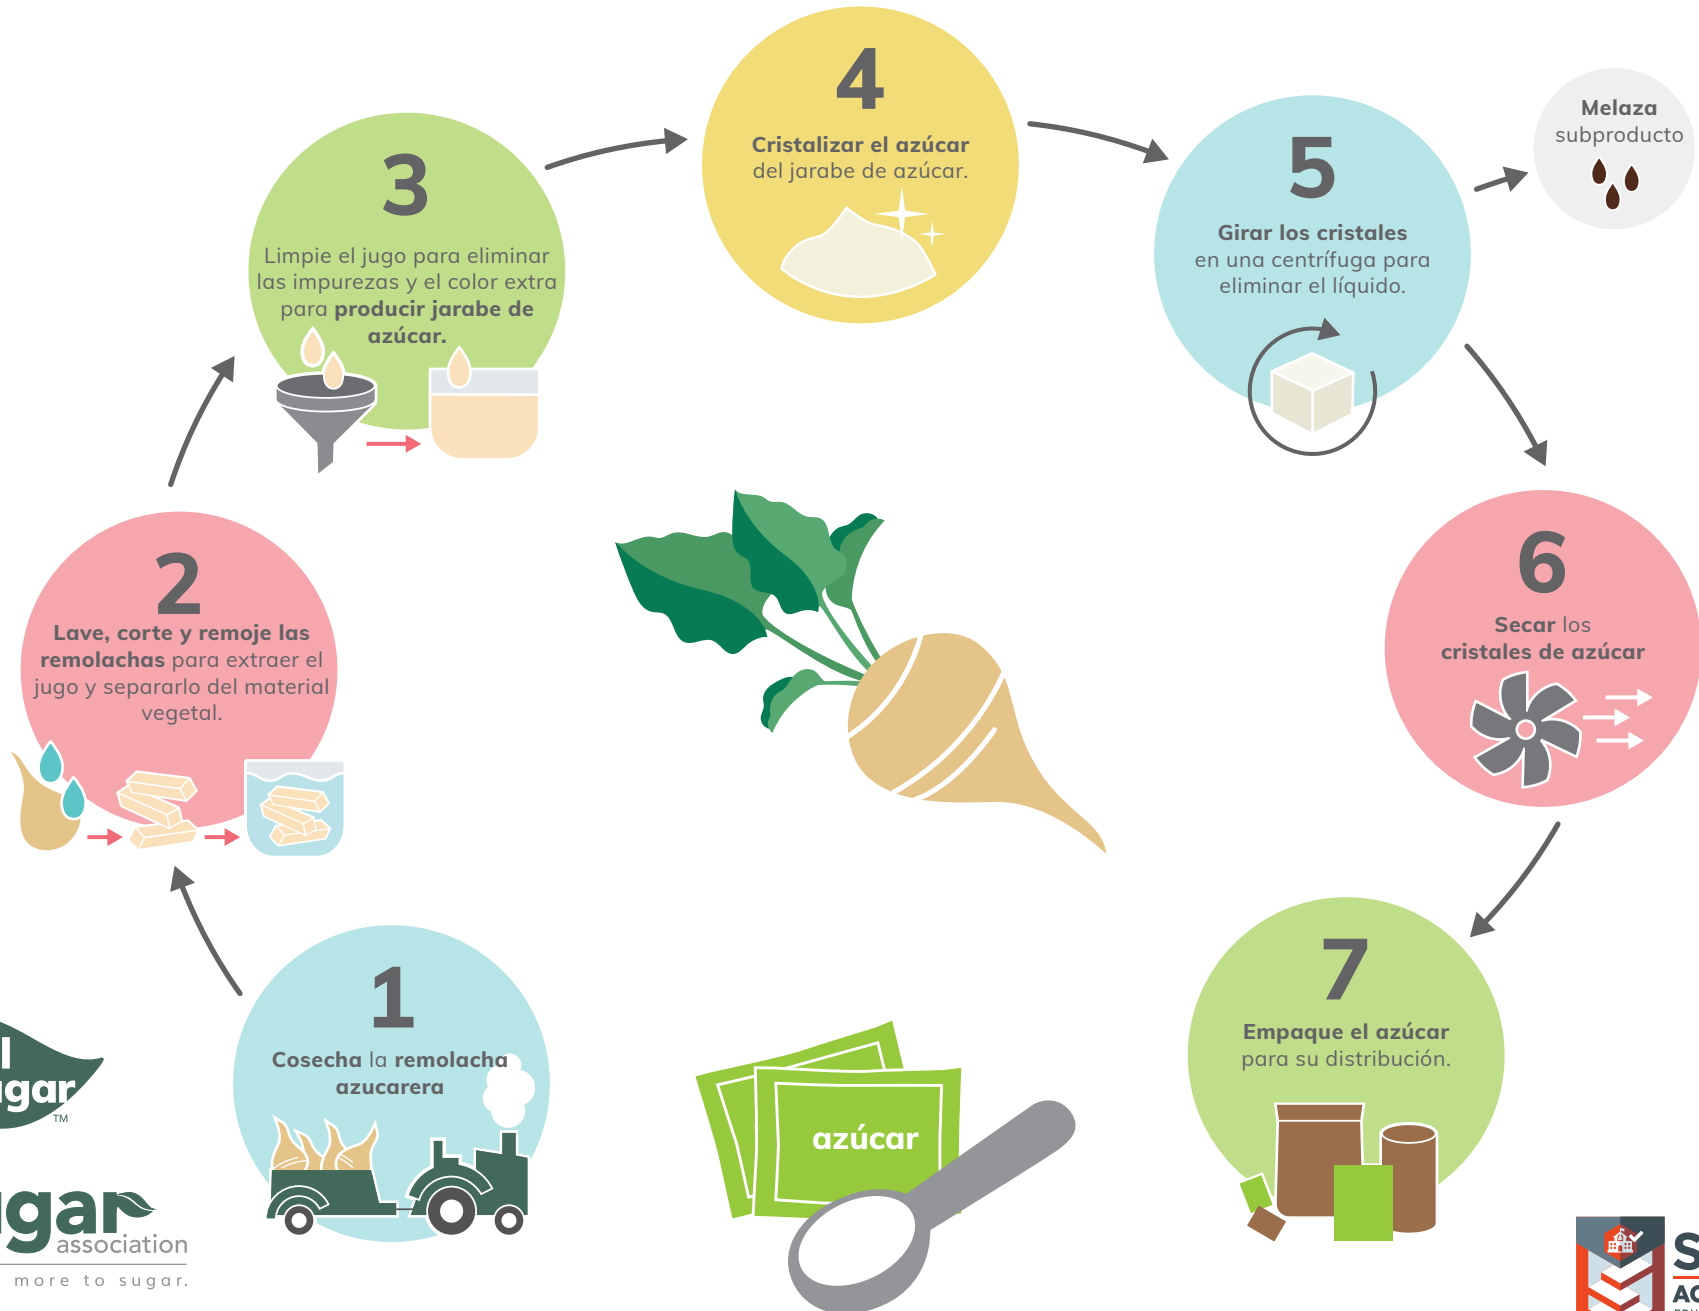 4
Cristalizar el azúcar
del jarabe de azúcar.
Melaza
subproducto
5
Girar los cristales
en una centrífuga para
eliminar el líquido.
3
Limpie el jugo para eliminar
las impurezas y el color extra
para producir jarabe de
azúcar.
2
Lave, corte y remoje las
remolachas para extraer el
jugo y separarlo del material
vegetal.
6
Secar los
cristales de azúcar
1
Cosecha la remolacha
azucarera
7
Empaque el azúcar
para su distribución.
azúcar
TM
association
more to sugar.